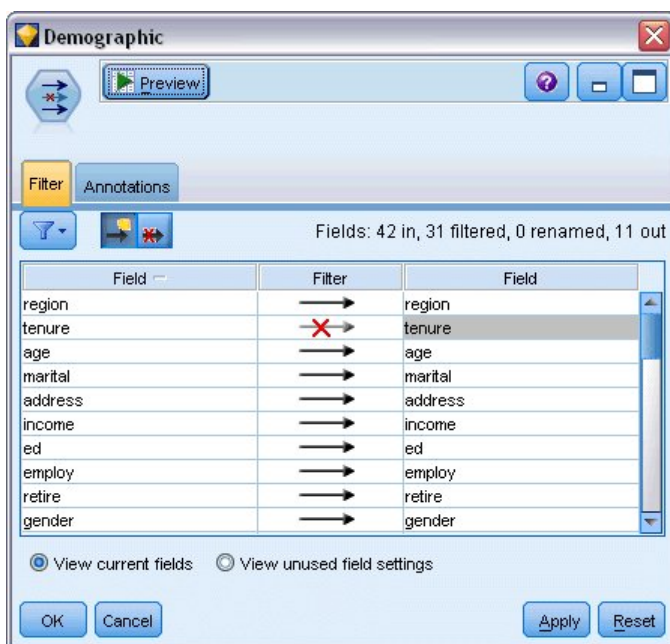 Demographic
Preview
Filter Annotations
Fields: 42 in, 31 filtered, 0 renamed, 11 out
Field Filter Field
region region
tenure tenure
age age
marital marital
address address
income income
ed ed
employ employ
retire retire
gender gender
View current fields View unused field settings
OK Cancel Apply Reset